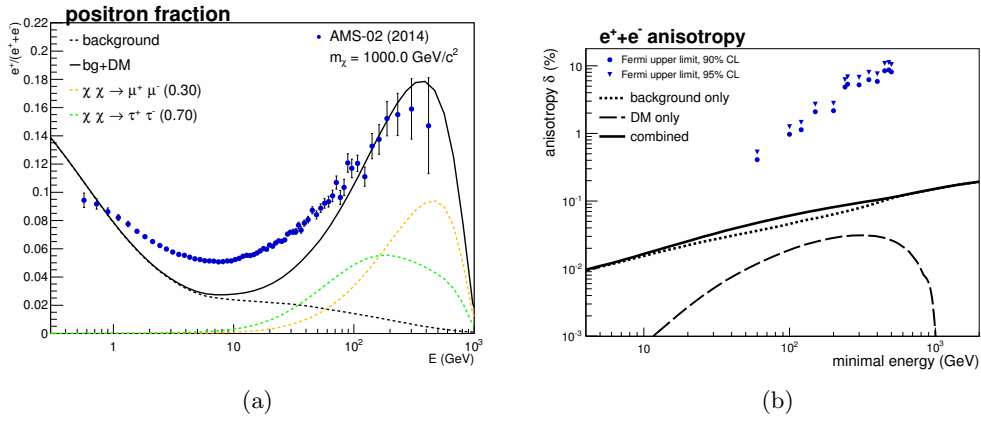 positron fraction
e⁺/(e⁺+e⁻)
0.22
0.2
0.18
0.16
0.14
0.12
0.1
0.08
0.06
0.04
0.02
0
background
bg+DM
χ χ → μ⁺ μ⁻ (0.30)
χ χ → τ⁺ τ⁻ (0.70)
AMS-02 (2014)
mχ = 1000.0 GeV/c²
1
10
10²
10³
E (GeV)
(a)
e⁺+e⁻ anisotropy
anisotropy δ (%)
10
1
10⁻¹
10⁻²
10⁻³
Fermi upper limit, 90% CL
Fermi upper limit, 95% CL
background only
DM only
combined
10
10²
10³
minimal energy (GeV)
(b)